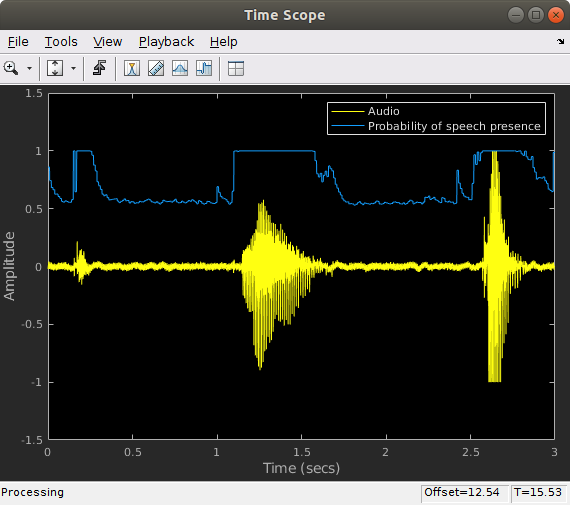 Time Scope
File Tools View Playback Help
1.5
Audio
Probability of speech presence
1
0.5
Amplitude
0
-0.5
-1
-1.5
0 0.5 1 1.5 2 2.5 3
Time (secs)
Processing Offset=12.54 T=15.53